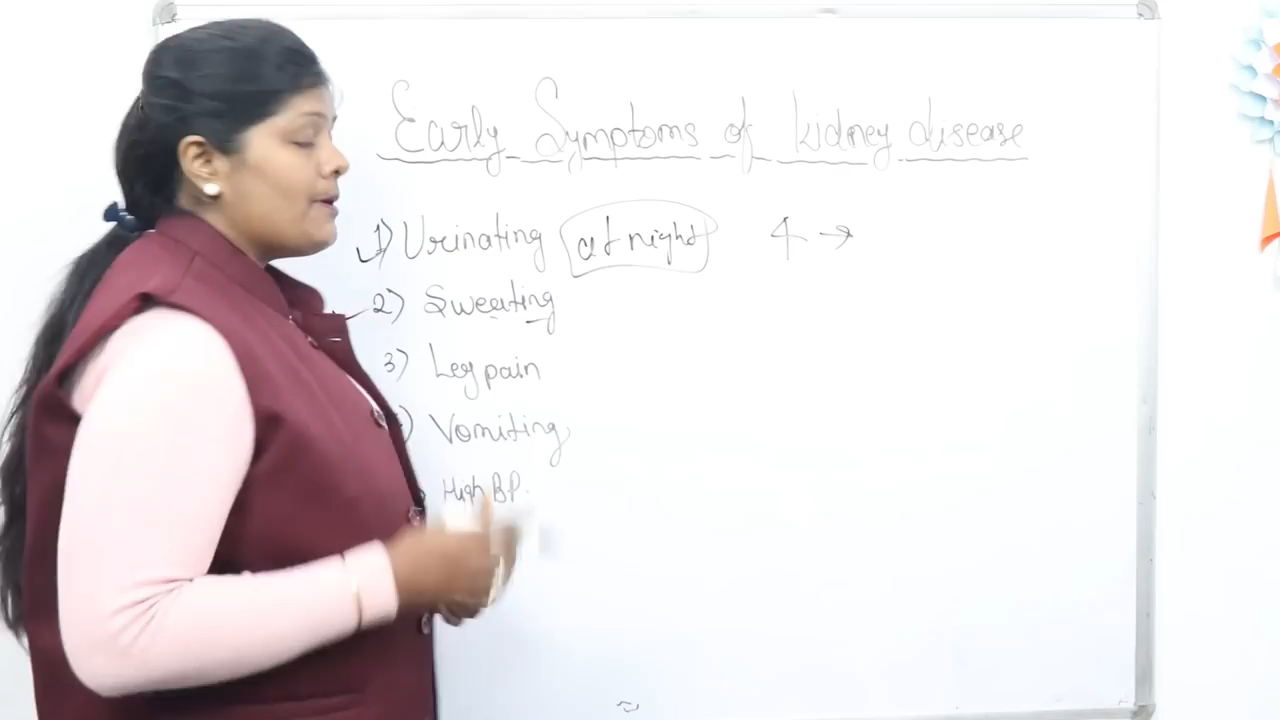 Early Symptoms of kidney disease
1) Urinating at night 4 →
2) Sweating
3) Leg pain
) Vomiting
High BP.